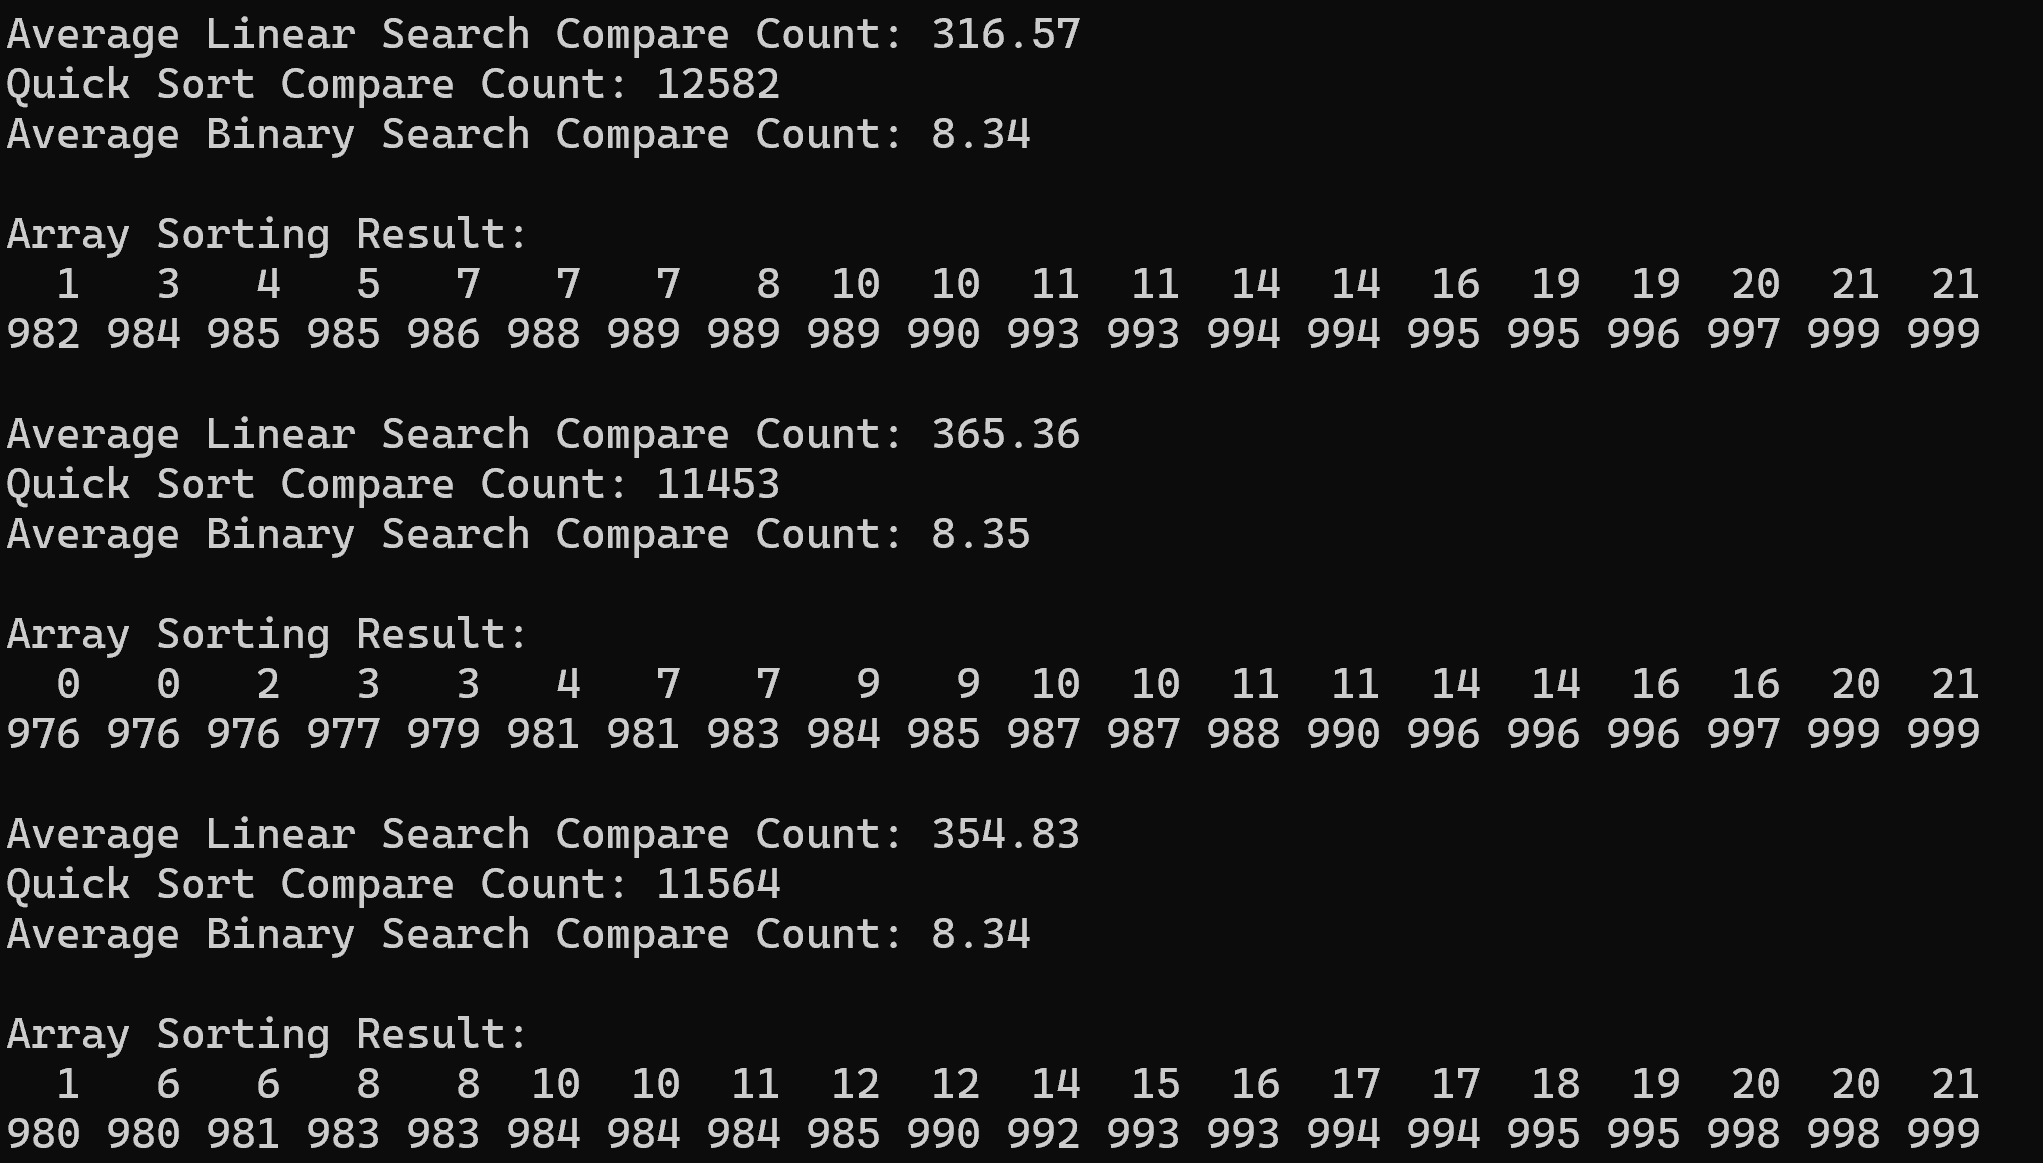 Average Linear Search Compare Count: 316.57
Quick Sort Compare Count: 12582
Average Binary Search Compare Count: 8.34
Array Sorting Result:
  1   3   4   5   7   7   7   8  10  10  11  11  14  14  16  19  19  20  21  21
982 984 985 985 986 988 989 989 989 990 993 993 994 994 995 995 996 997 999 999
Average Linear Search Compare Count: 365.36
Quick Sort Compare Count: 11453
Average Binary Search Compare Count: 8.35
Array Sorting Result:
  0   0   2   3   3   4   7   7   9   9  10  10  11  11  14  14  16  16  20  21
976 976 976 977 979 981 981 983 984 985 987 987 988 990 996 996 996 997 999 999
Average Linear Search Compare Count: 354.83
Quick Sort Compare Count: 11564
Average Binary Search Compare Count: 8.34
Array Sorting Result:
  1   6   6   8   8  10  10  11  12  12  14  15  16  17  17  18  19  20  20  21
980 980 981 983 983 984 984 984 985 990 992 993 993 994 994 995 995 998 998 999